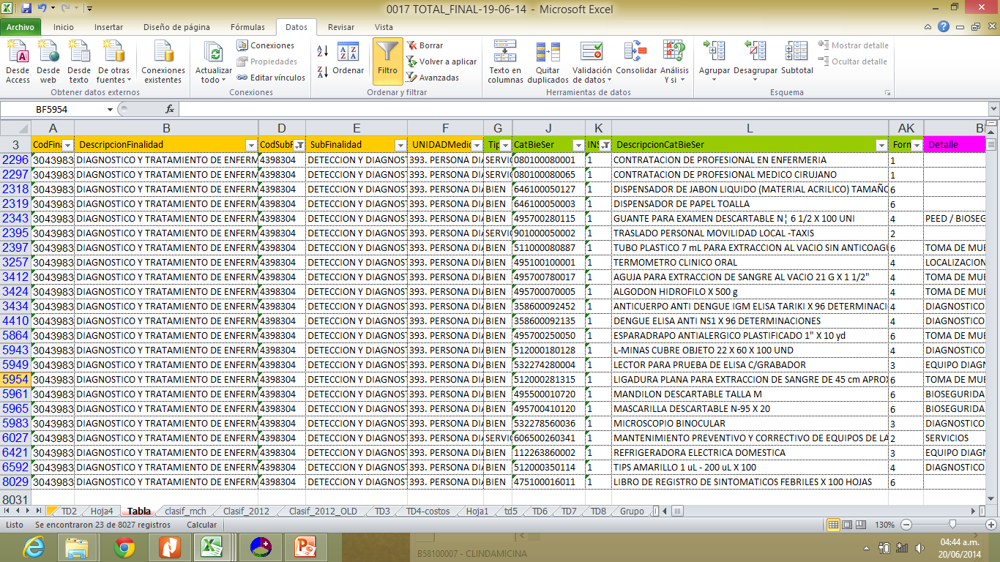 0017 TOTAL_FINAL-19-06-14 - Microsoft Excel
Archivo Inicio Insertar Diseño de página Fórmulas Datos Revisar Vista
Desde Access Desde web Desde texto De otras fuentes Conexiones existentes Actualizar todo Conexiones Propiedades Editar vínculos Ordenar Filtro Borrar Volver a aplicar Avanzadas Texto en columnas Quitar duplicados Validación de datos Consolidar Análisis Y si Agrupar Desagrupar Subtotal Mostrar detalle Ocultar detalle
Obtener datos externos Conexiones Ordenar y filtrar Herramientas de datos Esquema
BF5954 fx
A B D E F G J K L AK B
3 CodFina DescripcionFinalidad CodSubF SubFinalidad UNIDADMedic Tip CatBieSer INS DescripcionCatBieSer Form Detalle
2296 3043983 DIAGNOSTICO Y TRATAMIENTO DE ENFERM 4398304 DETECCION Y DIAGNOS 393. PERSONA DIA SERVIC 080100080001 1 CONTRATACION DE PROFESIONAL EN ENFERMERIA 1
2297 3043983 DIAGNOSTICO Y TRATAMIENTO DE ENFERM 4398304 DETECCION Y DIAGNOS 393. PERSONA DIA SERVIC 080100080065 1 CONTRATACION DE PROFESIONAL MEDICO CIRUJANO 1
2318 3043983 DIAGNOSTICO Y TRATAMIENTO DE ENFERM 4398304 DETECCION Y DIAGNOS 393. PERSONA DIA BIEN 646100050127 1 DISPENSADOR DE JABON LIQUIDO (MATERIAL ACRILICO) TAMAÑO 6
2319 3043983 DIAGNOSTICO Y TRATAMIENTO DE ENFERM 4398304 DETECCION Y DIAGNOS 393. PERSONA DIA BIEN 646100050003 1 DISPENSADOR DE PAPEL TOALLA 6
2343 3043983 DIAGNOSTICO Y TRATAMIENTO DE ENFERM 4398304 DETECCION Y DIAGNOS 393. PERSONA DIA BIEN 495700280115 1 GUANTE PARA EXAMEN DESCARTABLE N¦ 6 1/2 X 100 UNI 4 PEED / BIOSEG
2395 3043983 DIAGNOSTICO Y TRATAMIENTO DE ENFERM 4398304 DETECCION Y DIAGNOS 393. PERSONA DIA SERVIC 901000050002 1 TRASLADO PERSONAL MOVILIDAD LOCAL -TAXIS 2
2397 3043983 DIAGNOSTICO Y TRATAMIENTO DE ENFERM 4398304 DETECCION Y DIAGNOS 393. PERSONA DIA BIEN 511000080887 1 TUBO PLASTICO 7 mL PARA EXTRACCION AL VACIO SIN ANTICOAGU 6 TOMA DE MUE
3257 3043983 DIAGNOSTICO Y TRATAMIENTO DE ENFERM 4398304 DETECCION Y DIAGNOS 393. PERSONA DIA BIEN 495100100001 1 TERMOMETRO CLINICO ORAL 4 LOCALIZACION
3412 3043983 DIAGNOSTICO Y TRATAMIENTO DE ENFERM 4398304 DETECCION Y DIAGNOS 393. PERSONA DIA BIEN 495700780017 1 AGUJA PARA EXTRACCION DE SANGRE AL VACIO 21 G X 1 1/2" 4 TOMA DE MUE
3424 3043983 DIAGNOSTICO Y TRATAMIENTO DE ENFERM 4398304 DETECCION Y DIAGNOS 393. PERSONA DIA BIEN 495700070005 1 ALGODON HIDROFILO X 500 g 4 TOMA DE MUE
3434 3043983 DIAGNOSTICO Y TRATAMIENTO DE ENFERM 4398304 DETECCION Y DIAGNOS 393. PERSONA DIA BIEN 358600092452 1 ANTICUERPO ANTI DENGUE IGM ELISA TARIKI X 96 DETERMINACI 4 DIAGNOSTICO
4410 3043983 DIAGNOSTICO Y TRATAMIENTO DE ENFERM 4398304 DETECCION Y DIAGNOS 393. PERSONA DIA BIEN 358600092135 1 DENGUE ELISA ANTI NS1 X 96 DETERMINACIONES 4 DIAGNOSTICO
5864 3043983 DIAGNOSTICO Y TRATAMIENTO DE ENFERM 4398304 DETECCION Y DIAGNOS 393. PERSONA DIA BIEN 495700250050 1 ESPARADRAPO ANTIALERGICO PLASTIFICADO 1" X 10 yd 6 TOMA DE MUE
5943 3043983 DIAGNOSTICO Y TRATAMIENTO DE ENFERM 4398304 DETECCION Y DIAGNOS 393. PERSONA DIA BIEN 512000180128 1 L-MINAS CUBRE OBJETO 22 X 60 X 100 UND 4 DIAGNOSTICO
5949 3043983 DIAGNOSTICO Y TRATAMIENTO DE ENFERM 4398304 DETECCION Y DIAGNOS 393. PERSONA DIA BIEN 532274280004 1 LECTOR PARA PRUEBA DE ELISA C/GRABADOR 3 EQUIPO DIAGN
5954 3043983 DIAGNOSTICO Y TRATAMIENTO DE ENFERM 4398304 DETECCION Y DIAGNOS 393. PERSONA DIA BIEN 512000281315 1 LIGADURA PLANA PARA EXTRACCION DE SANGRE DE 45 cm APROX 6 TOMA DE MUE
5961 3043983 DIAGNOSTICO Y TRATAMIENTO DE ENFERM 4398304 DETECCION Y DIAGNOS 393. PERSONA DIA BIEN 495500010720 1 MANDILON DESCARTABLE TALLA M 6 BIOSEGURIDA
5965 3043983 DIAGNOSTICO Y TRATAMIENTO DE ENFERM 4398304 DETECCION Y DIAGNOS 393. PERSONA DIA BIEN 495700410120 1 MASCARILLA DESCARTABLE N-95 X 20 6 BIOSEGURIDA
5983 3043983 DIAGNOSTICO Y TRATAMIENTO DE ENFERM 4398304 DETECCION Y DIAGNOS 393. PERSONA DIA BIEN 532278560036 1 MICROSCOPIO BINOCULAR 3 DIAGNOSTICO
6027 3043983 DIAGNOSTICO Y TRATAMIENTO DE ENFERM 4398304 DETECCION Y DIAGNOS 393. PERSONA DIA SERVIC 606500260341 1 MANTENIMIENTO PREVENTIVO Y CORRECTIVO DE EQUIPOS DE LA 2 SERVICIOS
6421 3043983 DIAGNOSTICO Y TRATAMIENTO DE ENFERM 4398304 DETECCION Y DIAGNOS 393. PERSONA DIA BIEN 112263860002 1 REFRIGERADORA ELECTRICA DOMESTICA 3 EQUIPO DIAGN
6592 3043983 DIAGNOSTICO Y TRATAMIENTO DE ENFERM 4398304 DETECCION Y DIAGNOS 393. PERSONA DIA BIEN 512000350114 1 TIPS AMARILLO 1 uL - 200 uL X 100 4 DIAGNOSTICO
8029 3043983 DIAGNOSTICO Y TRATAMIENTO DE ENFERM 4398304 DETECCION Y DIAGNOS 393. PERSONA DIA BIEN 475100016011 1 LIBRO DE REGISTRO DE SINTOMATICOS FEBRILES X 100 HOJAS 6
8031
TD2 Hoja4 Tabla clasif_mch Clasif_2012 Clasif_2012_OLD TD3 TD4-costos Hoja1 td5 TD6 TD7 TD8 Grupo
Listo Se encontraron 23 de 8027 registros Calcular 130%
04:44 a.m.
B58100007 - CLINDAMICINA 20/06/2014